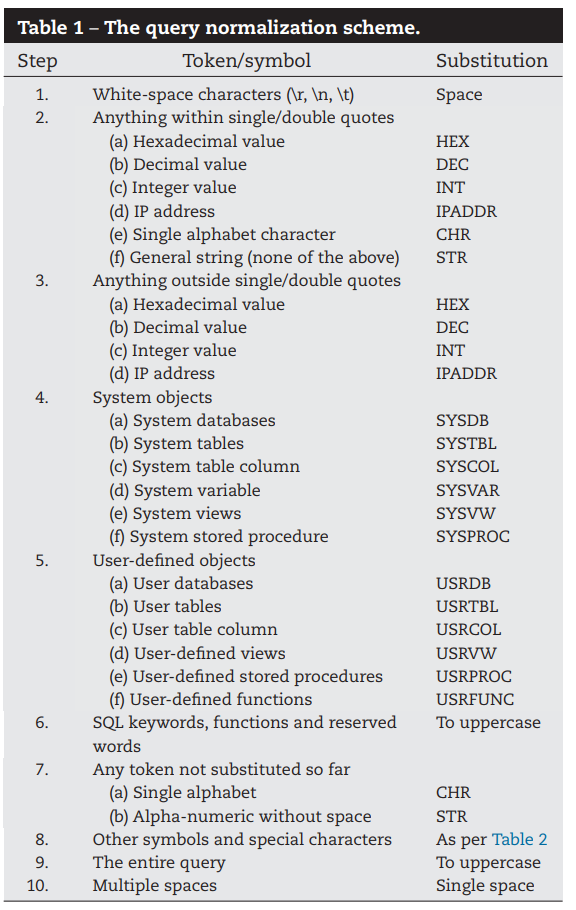 Table 1 – The query normalization scheme.
Step Token/symbol Substitution
1. White-space characters (\r, \n, \t) Space
2. Anything within single/double quotes
(a) Hexadecimal value HEX
(b) Decimal value DEC
(c) Integer value INT
(d) IP address IPADDR
(e) Single alphabet character CHR
(f) General string (none of the above) STR
3. Anything outside single/double quotes
(a) Hexadecimal value HEX
(b) Decimal value DEC
(c) Integer value INT
(d) IP address IPADDR
4. System objects
(a) System databases SYSDB
(b) System tables SYSTBL
(c) System table column SYSCOL
(d) System variable SYSVAR
(e) System views SYSVW
(f) System stored procedure SYSPROC
5. User-defined objects
(a) User databases USRDB
(b) User tables USRTBL
(c) User table column USRCOL
(d) User-defined views USRVW
(e) User-defined stored procedures USRPROC
(f) User-defined functions USRFUNC
6. SQL keywords, functions and reserved To uppercase
words
7. Any token not substituted so far
(a) Single alphabet CHR
(b) Alpha-numeric without space STR
8. Other symbols and special characters As per Table 2
9. The entire query To uppercase
10. Multiple spaces Single space